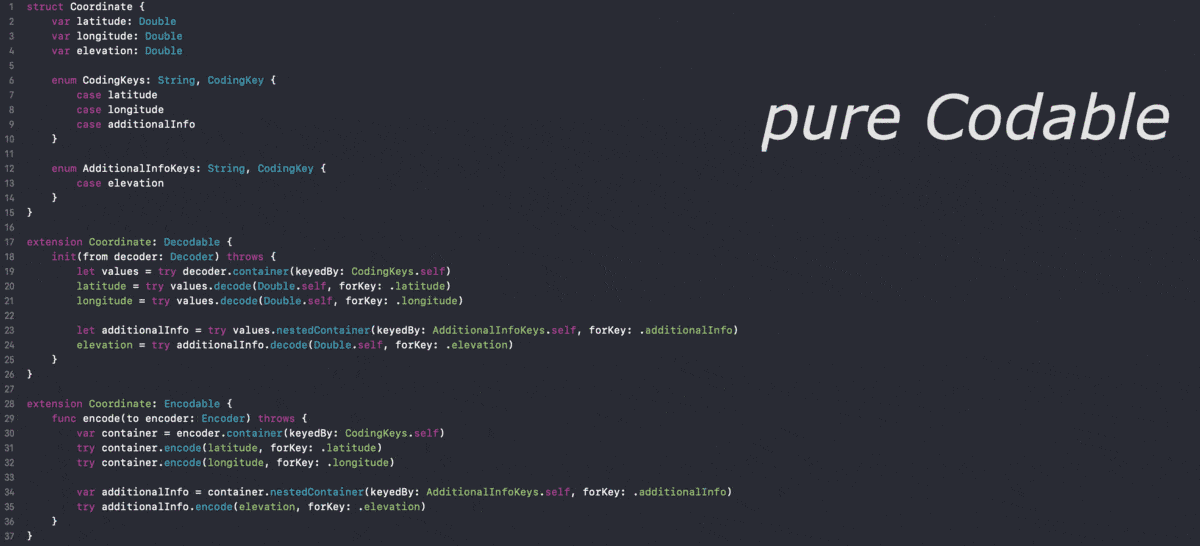 1 struct Coordinate {
2     var latitude: Double
3     var longitude: Double
4     var elevation: Double
5
6     enum CodingKeys: String, CodingKey {
7         case latitude
8         case longitude
9         case additionalInfo
10     }
11
12     enum AdditionalInfoKeys: String, CodingKey {
13         case elevation
14     }
15 }
16
17 extension Coordinate: Decodable {
18     init(from decoder: Decoder) throws {
19         let values = try decoder.container(keyedBy: CodingKeys.self)
20         latitude = try values.decode(Double.self, forKey: .latitude)
21         longitude = try values.decode(Double.self, forKey: .longitude)
22
23         let additionalInfo = try values.nestedContainer(keyedBy: AdditionalInfoKeys.self, forKey: .additionalInfo)
24         elevation = try additionalInfo.decode(Double.self, forKey: .elevation)
25     }
26 }
27
28 extension Coordinate: Encodable {
29     func encode(to encoder: Encoder) throws {
30         var container = encoder.container(keyedBy: CodingKeys.self)
31         try container.encode(latitude, forKey: .latitude)
32         try container.encode(longitude, forKey: .longitude)
33
34         var additionalInfo = container.nestedContainer(keyedBy: AdditionalInfoKeys.self, forKey: .additionalInfo)
35         try additionalInfo.encode(elevation, forKey: .elevation)
36     }
37 }
pure Codable